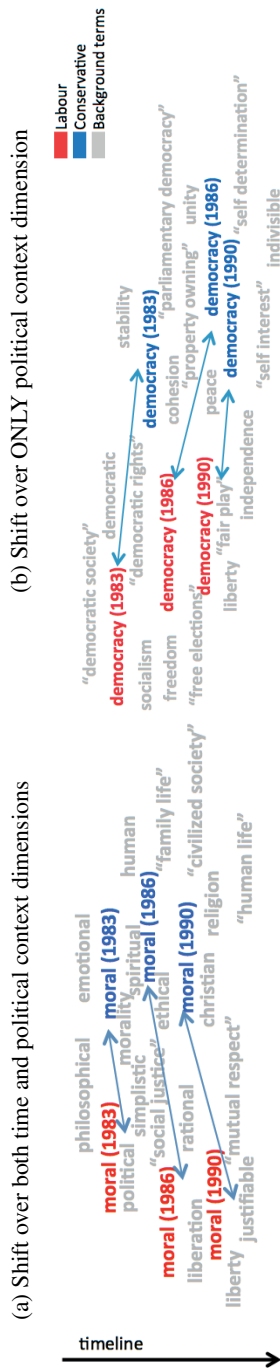 (a) Shift over both time and political context dimensions
timeline
philosophical
emotional
moral (1983)
moral (1983)
political
morality
human
simplistic
spiritual
"social justice"
moral (1986)
"family life"
moral (1986)
ethical
rational
liberation
moral (1990)
"civilized society"
moral (1990)
christian
religion
liberty
"mutual respect"
justifiable
"human life"
(b) Shift over ONLY political context dimension
Labour
Conservative
Background terms
"democratic society"
democracy (1983)
democratic
stability
"democratic rights"
socialism
democracy (1983)
freedom
democracy (1986)
cohesion
"parliamentary democracy"
"property owning"
unity
"free elections"
democracy (1990)
peace
democracy (1986)
"fair play"
democracy (1990)
liberty
independence
"self determination"
"self interest"
indivisible